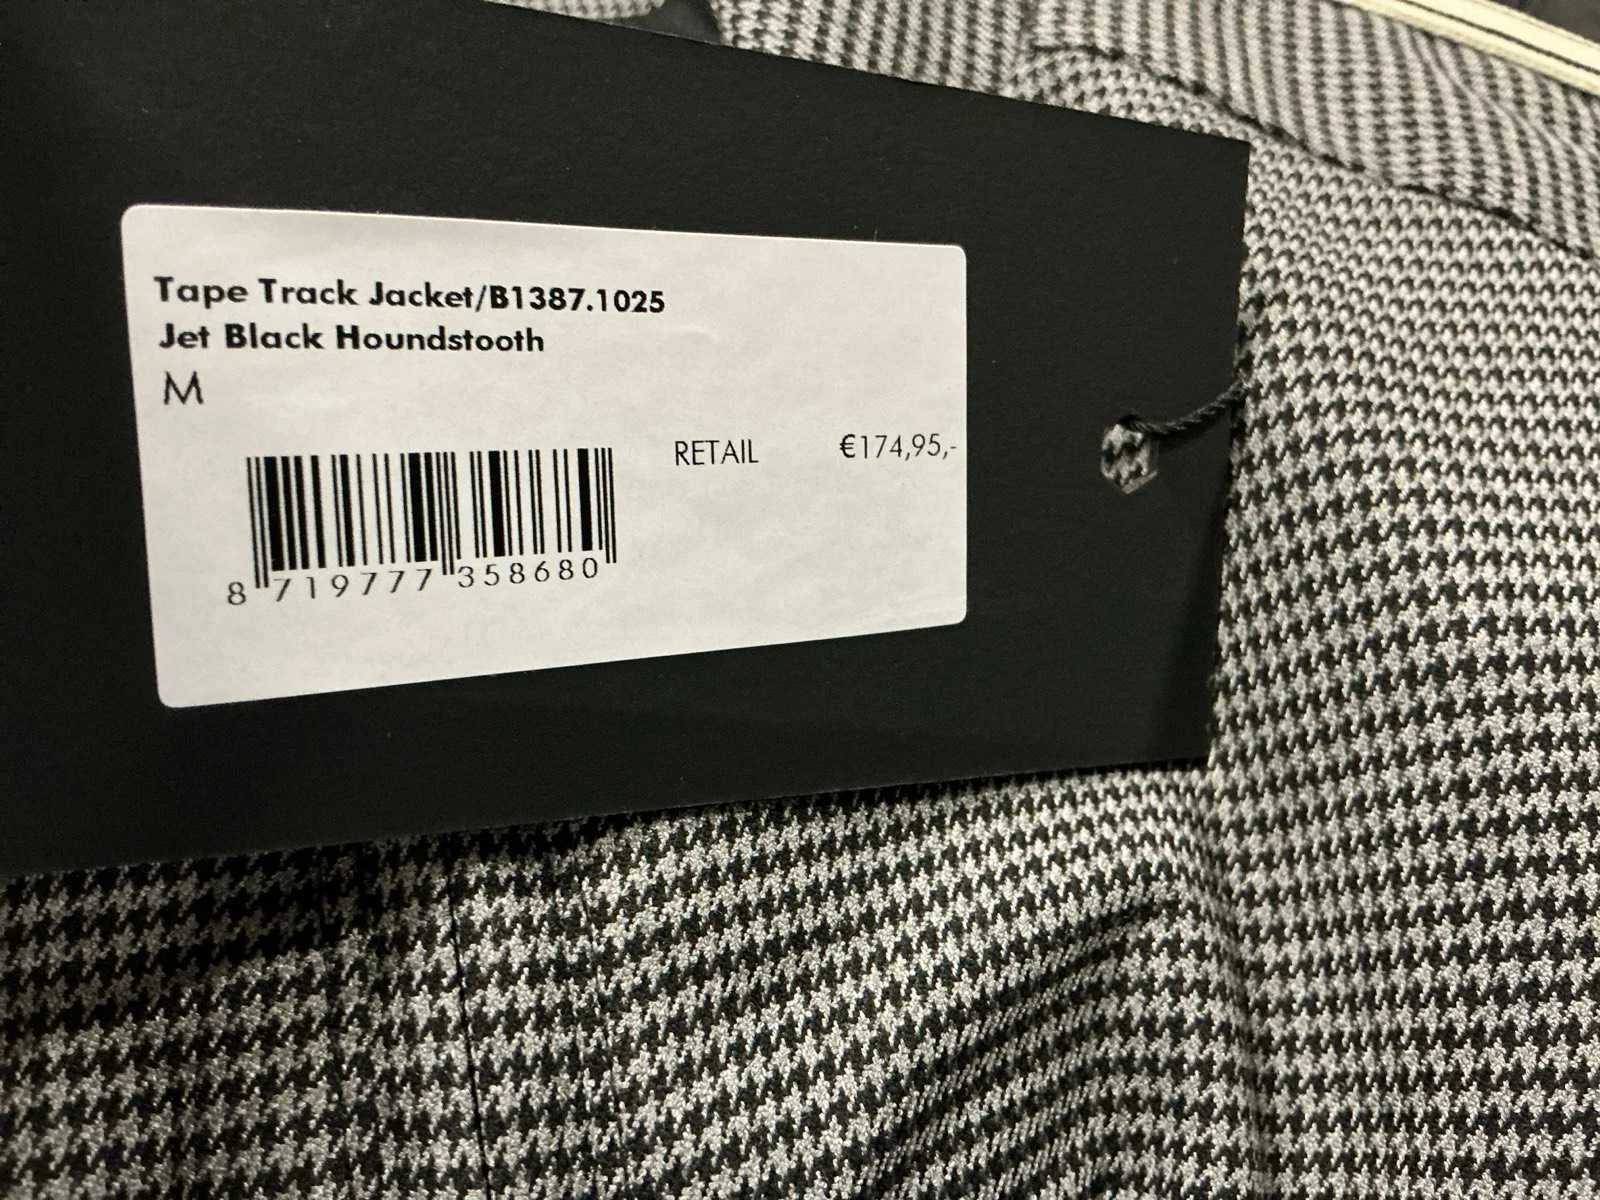 Tape Track Jacket/B1387.1025
Jet Black Houndstooth
M
RETAIL €174,95,-
8 719777 358680